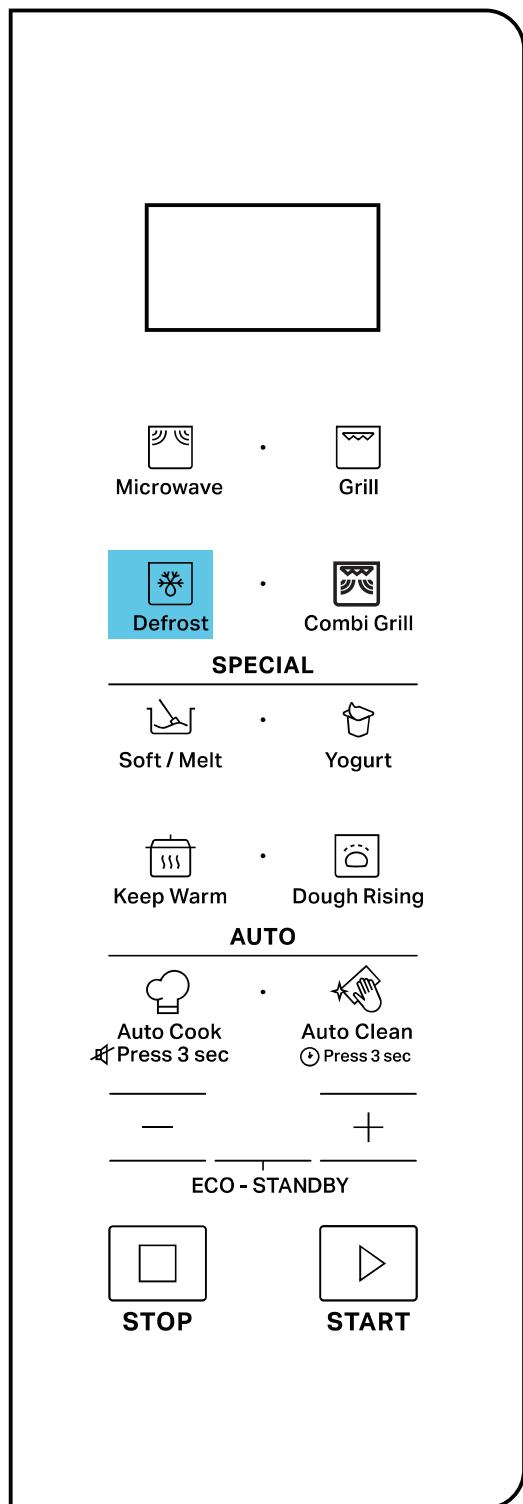 Microwave
Grill
Defrost
Combi Grill
SPECIAL
Soft / Melt
Yogurt
Keep Warm
Dough Rising
AUTO
Auto Cook
Press 3 sec
Auto Clean
Press 3 sec
ECO - STANDBY
STOP
START